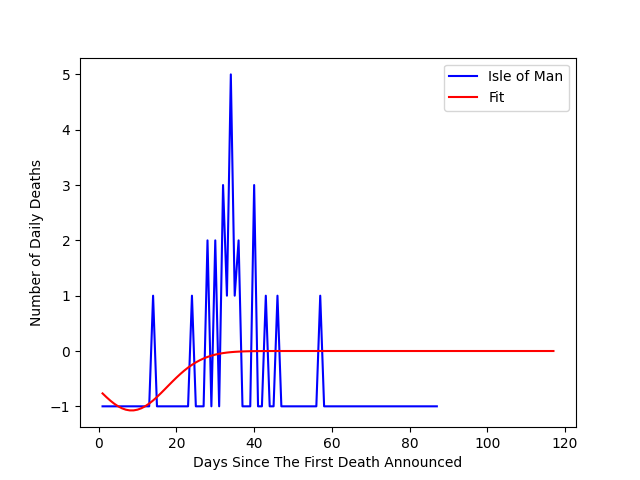 Isle of Man
Fit
5
4
3
2
1
0
−1
0 20 40 60 80 100 120
Number of Daily Deaths
Days Since The First Death Announced